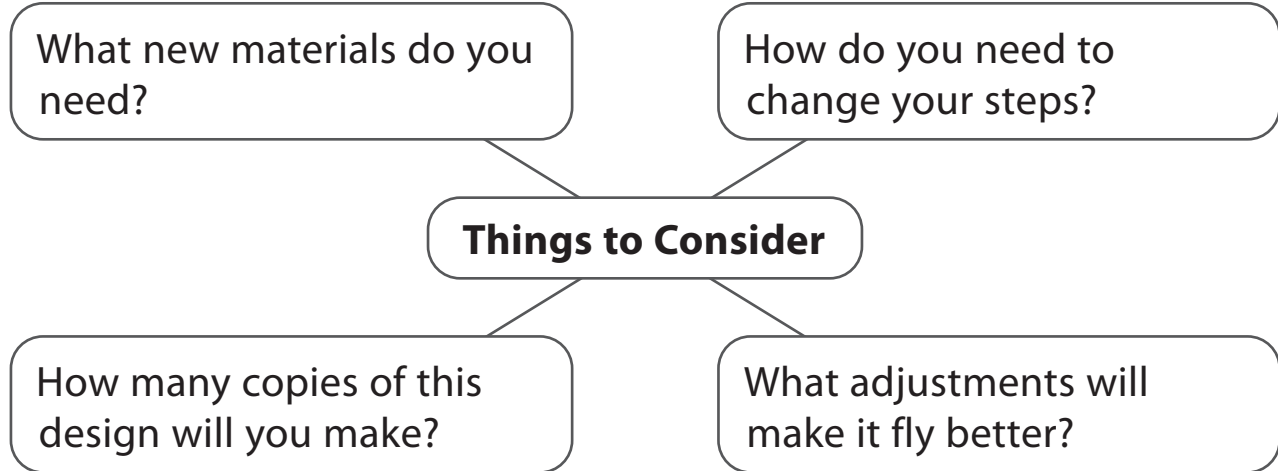 What new materials do you
need?
How do you need to
change your steps?
Things to Consider
How many copies of this
design will you make?
What adjustments will
make it fly better?